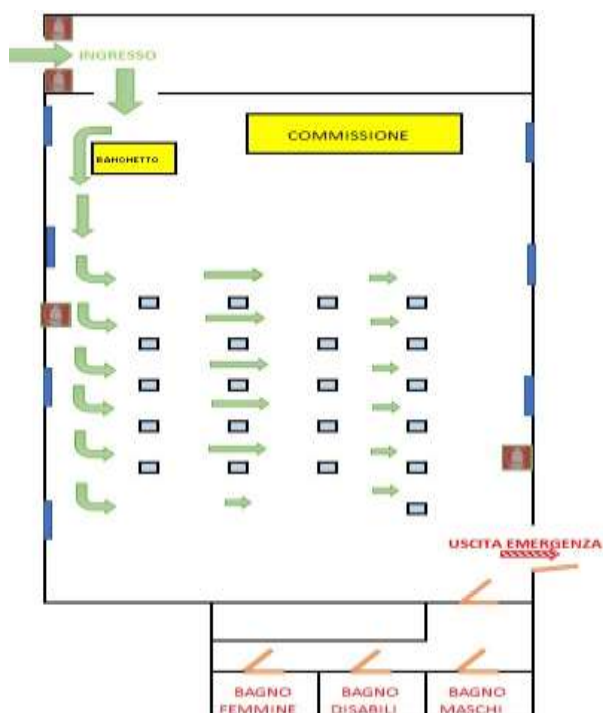 INGRESSO
COMMISSIONE
BANCHETTO
USCITA EMERGENZA
BAGNO
FEMMINE
BAGNO
DISABILI
BAGNO
MASCHI